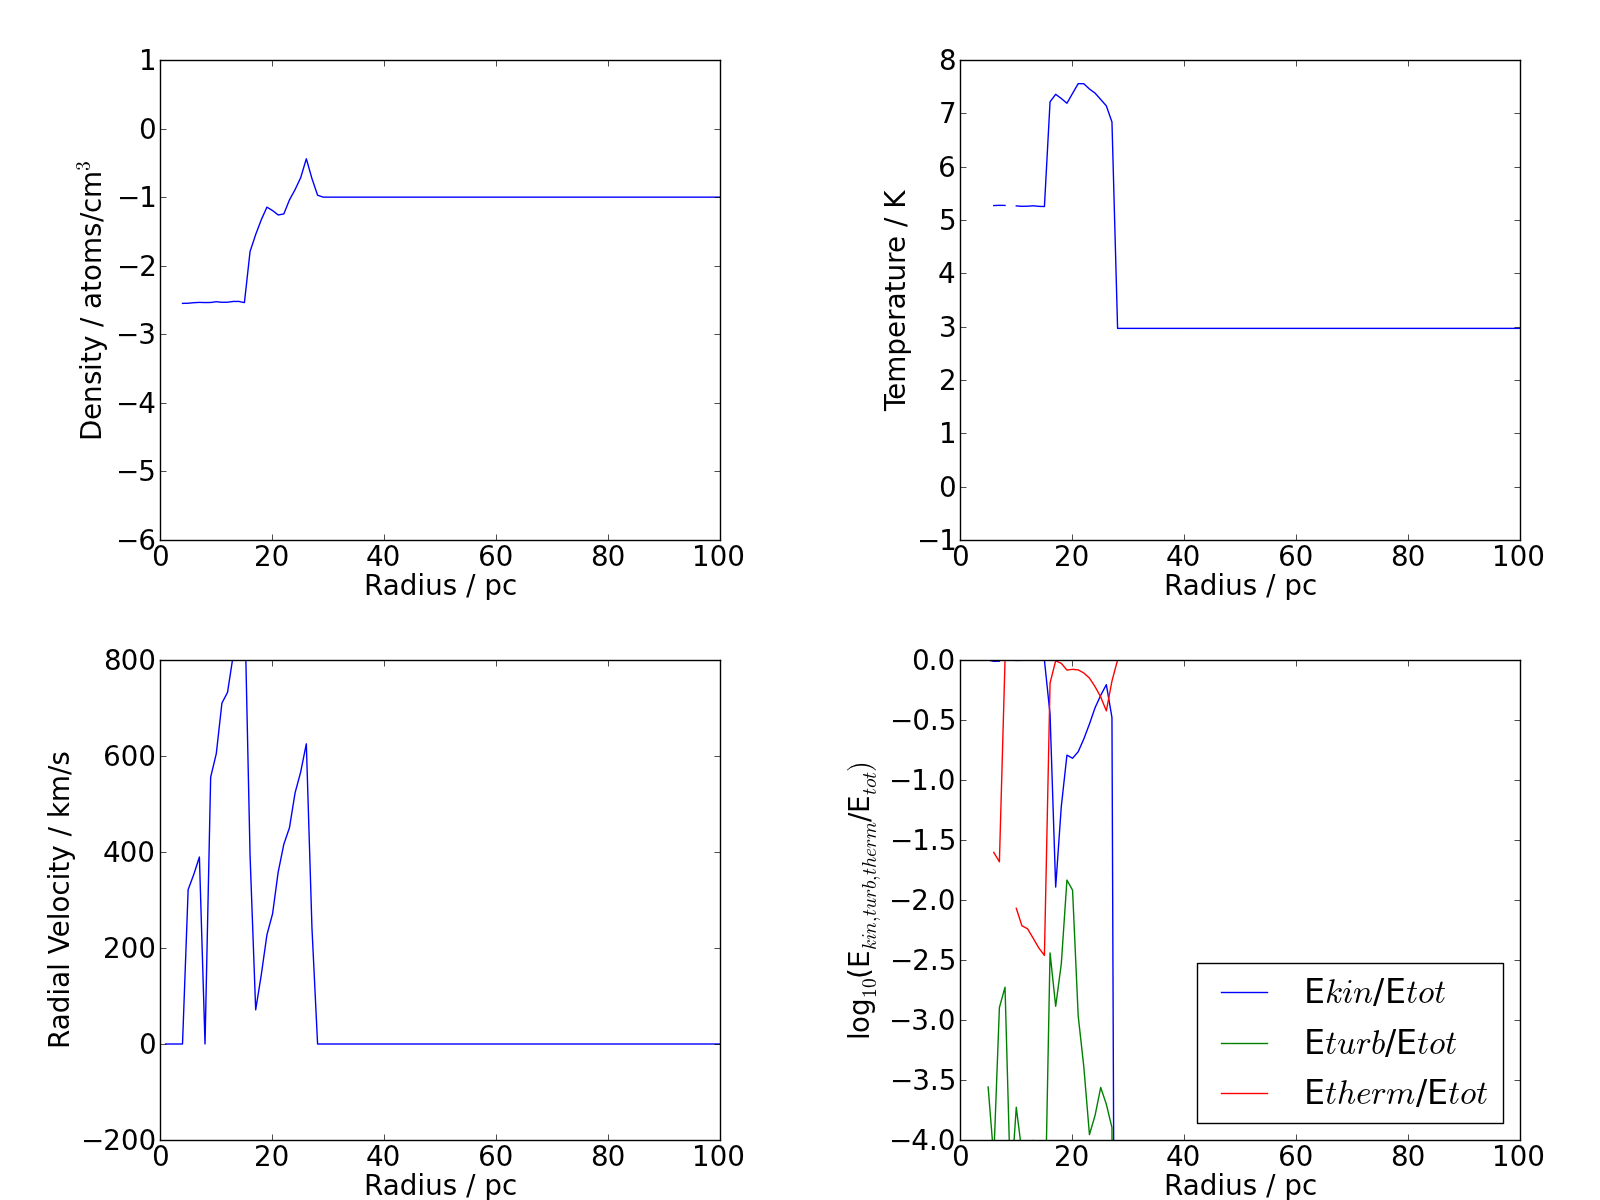 1
0
−1
−2
−3
−4
−5
−6
0 20 40 60 80 100
Radius / pc
Density / atoms/cm³
8
7
6
5
4
3
2
1
0
−1
0 20 40 60 80 100
Radius / pc
Temperature / K
800
600
400
200
0
−200
0 20 40 60 80 100
Radius / pc
Radial Velocity / km/s
0.0
−0.5
−1.0
−1.5
−2.0
−2.5
−3.0
−3.5
−4.0
0 20 40 60 80 100
Radius / pc
log₁₀(E_kin,turb,therm/E_tot)
Ekin/Etot
Eturb/Etot
Etherm/Etot